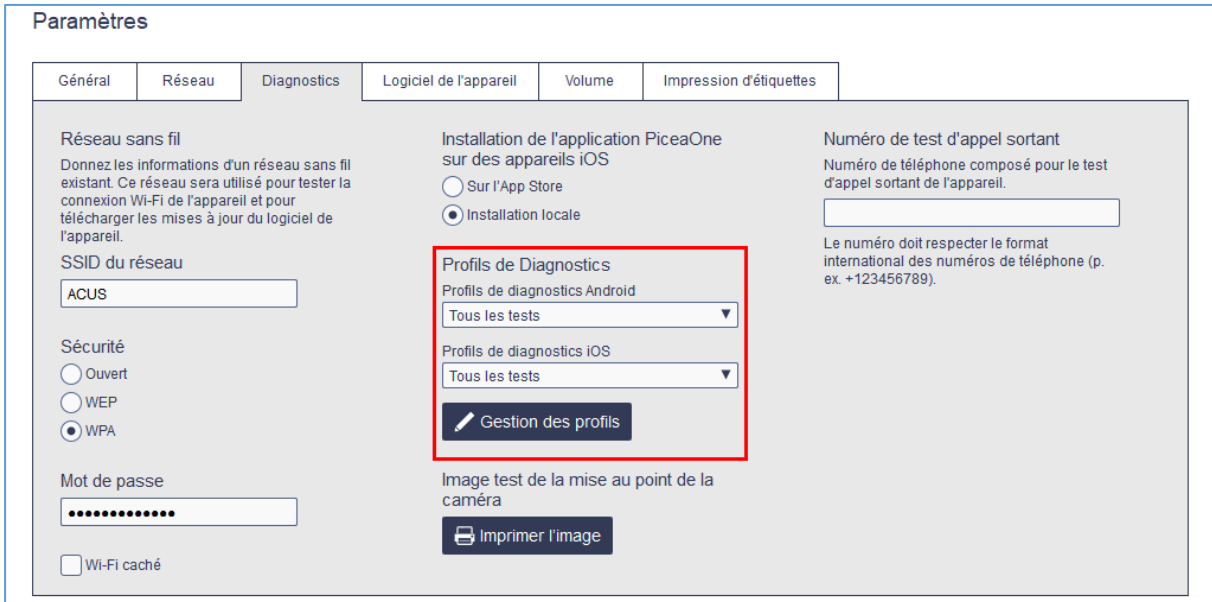 Paramètres
Général
Réseau
Diagnostics
Logiciel de l'appareil
Volume
Impression d'étiquettes
Réseau sans fil
Donnez les informations d'un réseau sans fil
existant. Ce réseau sera utilisé pour tester la
connexion Wi-Fi de l'appareil et pour
télécharger les mises à jour du logiciel de
l'appareil.
SSID du réseau
ACUS
Sécurité
Ouvert
WEP
WPA
Mot de passe
•••••••••••••
Wi-Fi caché
Installation de l'application PiceaOne
sur des appareils iOS
Sur l'App Store
Installation locale
Profils de Diagnostics
Profils de diagnostics Android
Tous les tests
Profils de diagnostics iOS
Tous les tests
Gestion des profils
Image test de la mise au point de la
caméra
Imprimer l'image
Numéro de test d'appel sortant
Numéro de téléphone composé pour le test
d'appel sortant de l'appareil.
Le numéro doit respecter le format
international des numéros de téléphone (p.
ex. +123456789).